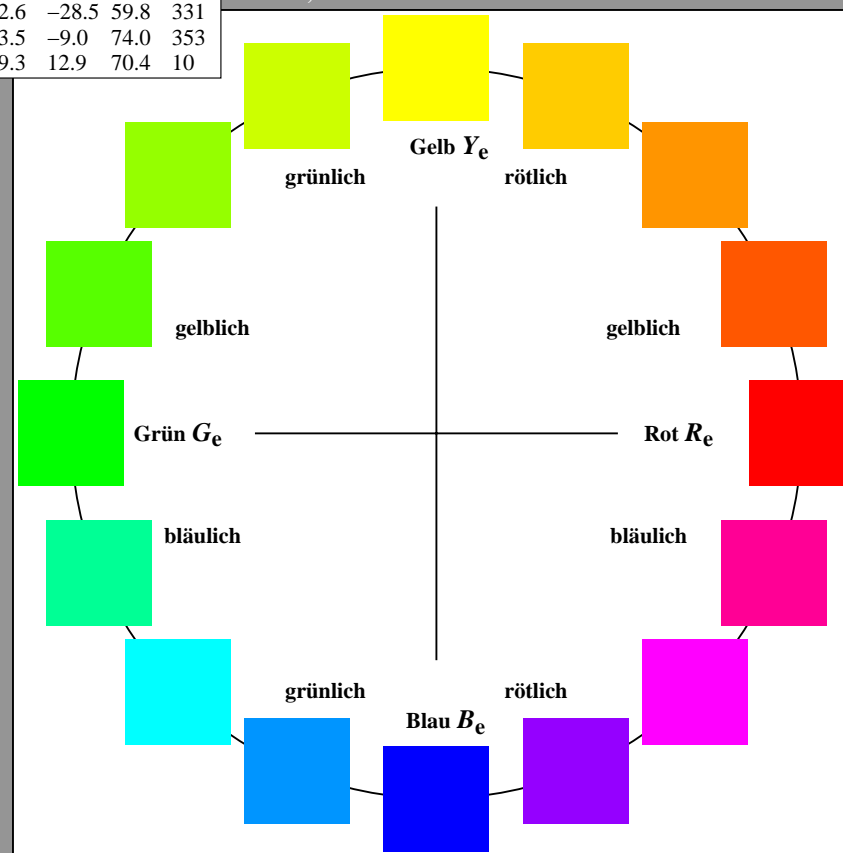 −28.5 59.8 331
−9.0 74.0 353
12.9 70.4 10
Gelb Ye
grünlich rötlich
gelblich gelblich
Grün Ge Rot Re
bläulich bläulich
grünlich rötlich
Blau Be